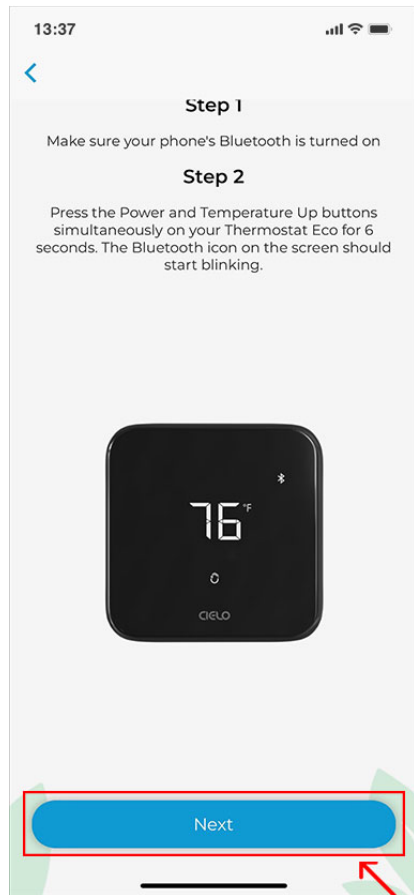 13:37
Step 1
Make sure your phone's Bluetooth is turned on
Step 2
Press the Power and Temperature Up buttons
simultaneously on your Thermostat Eco for 6
seconds. The Bluetooth icon on the screen should
start blinking.
76 °F
CIELO
Next